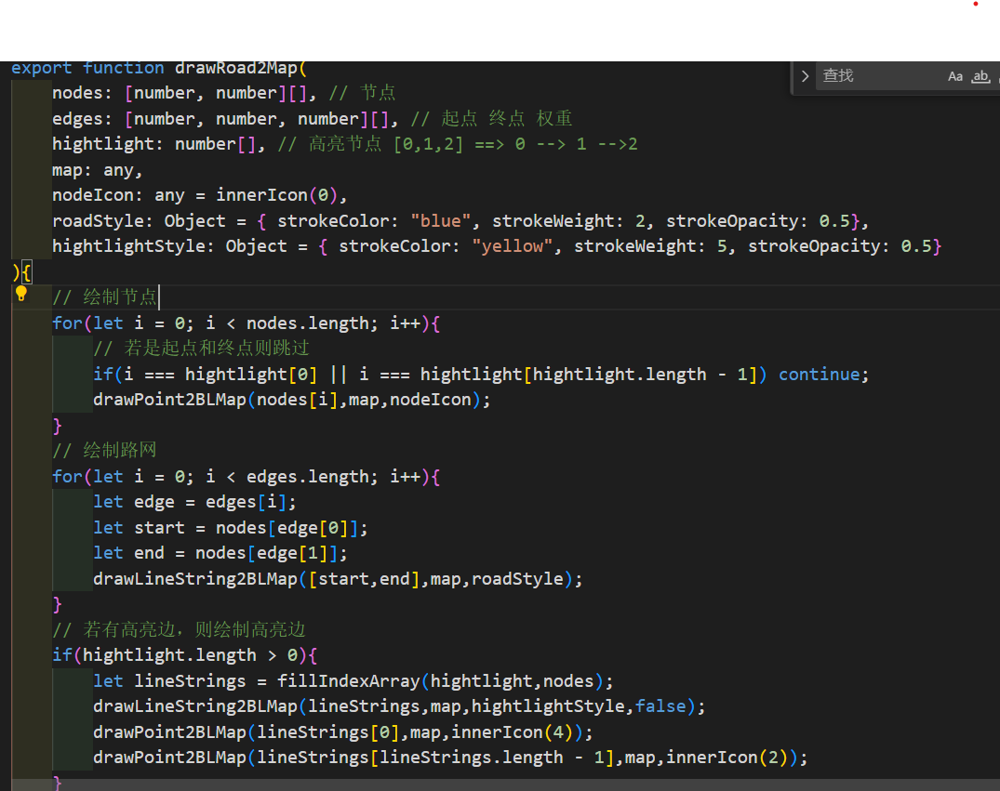 export function drawRoad2Map(
查找 Aa ab
nodes: [number, number][], // 节点
edges: [number, number, number][], // 起点 终点 权重
hightlight: number[], // 高亮节点 [0,1,2] ==> 0 --> 1 -->2
map: any,
nodeIcon: any = innerIcon(0),
roadStyle: Object = { strokeColor: "blue", strokeWeight: 2, strokeOpacity: 0.5},
hightlightStyle: Object = { strokeColor: "yellow", strokeWeight: 5, strokeOpacity: 0.5}
){
// 绘制节点
for(let i = 0; i < nodes.length; i++){
// 若是起点和终点则跳过
if(i === hightlight[0] || i === hightlight[hightlight.length - 1]) continue;
drawPoint2BLMap(nodes[i],map,nodeIcon);
}
// 绘制路网
for(let i = 0; i < edges.length; i++){
let edge = edges[i];
let start = nodes[edge[0]];
let end = nodes[edge[1]];
drawLineString2BLMap([start,end],map,roadStyle);
}
// 若有高亮边，则绘制高亮边
if(hightlight.length > 0){
let lineStrings = fillIndexArray(hightlight,nodes);
drawLineString2BLMap(lineStrings,map,hightlightStyle,false);
drawPoint2BLMap(lineStrings[0],map,innerIcon(4));
drawPoint2BLMap(lineStrings[lineStrings.length - 1],map,innerIcon(2));
}